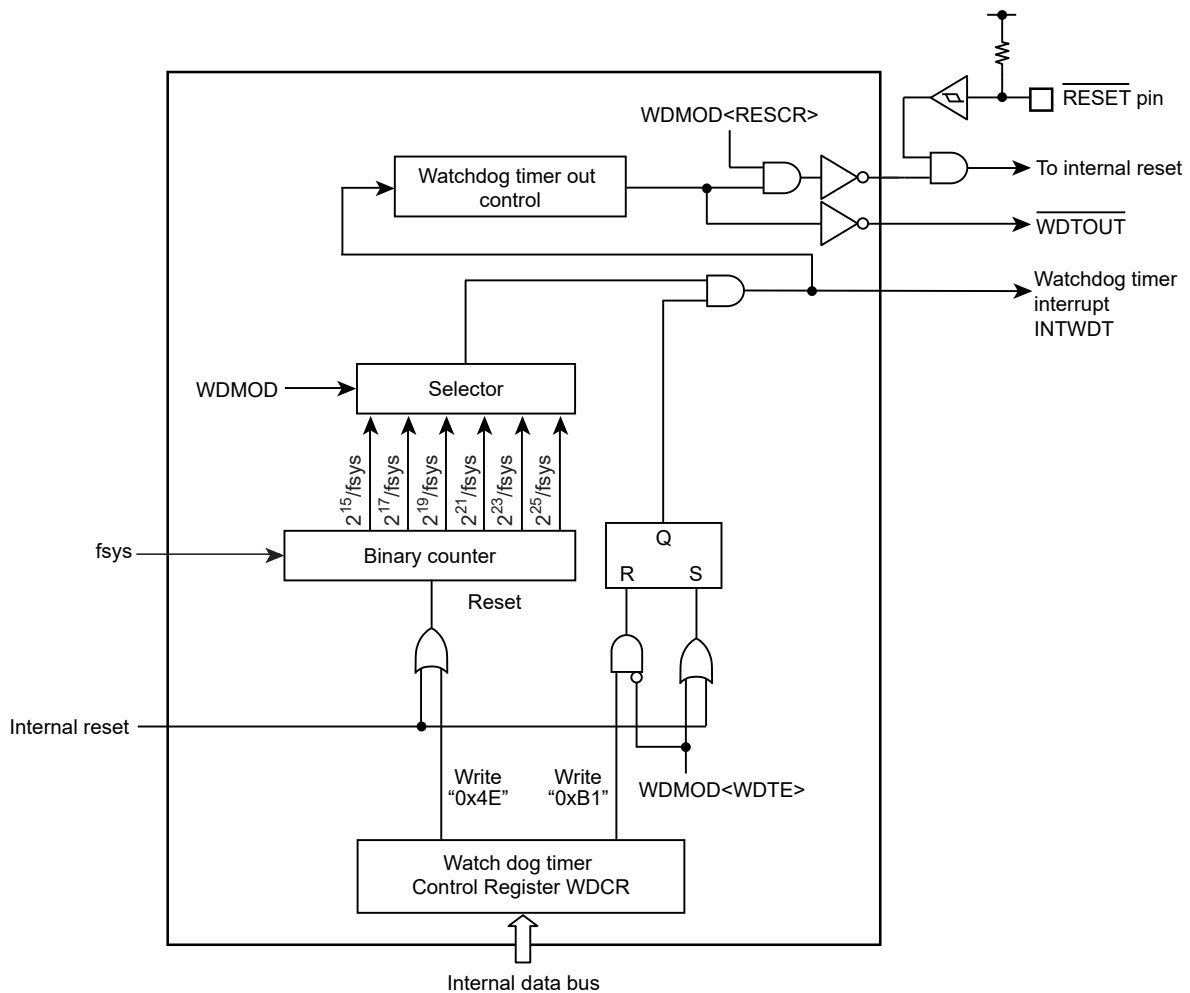 RESET pin
WDMOD<RESCR>
Watchdog timer out
control
To internal reset
WDTOUT
Watchdog timer
interrupt
INTWDT
WDMOD
Selector
2^15/fsys
2^17/fsys
2^19/fsys
2^21/fsys
2^23/fsys
2^25/fsys
fsys
Binary counter
Q
R S
Reset
Internal reset
Write
“0x4E”
Write
“0xB1”
WDMOD<WDTE>
Watch dog timer
Control Register WDCR
Internal data bus